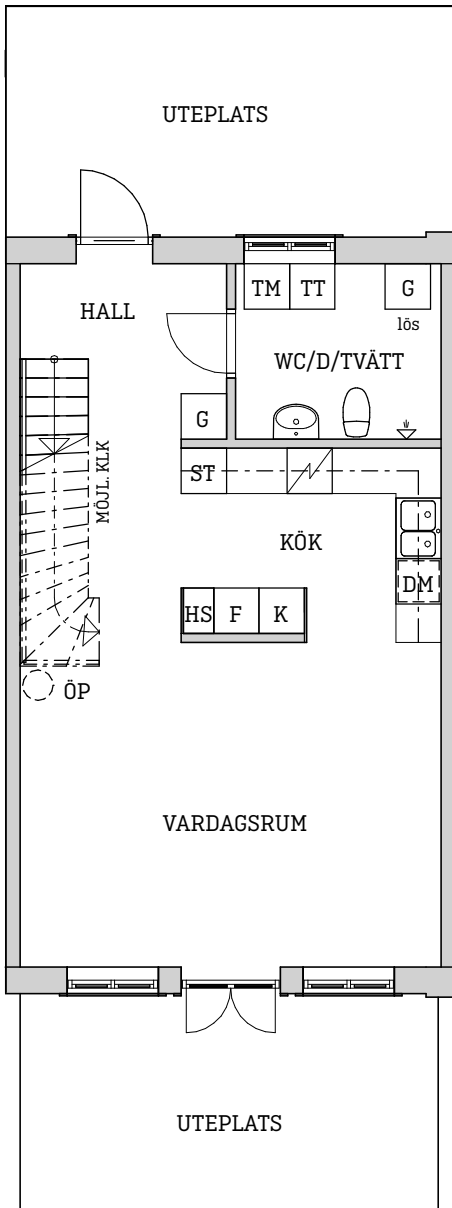 UTEPLATS
TM TT G
HALL
lös
WC/D/TVÄTT
G
MÖJL. KLK
ST
KÖK
DM
HS F K
ÖP
VARDAGSRUM
UTEPLATS